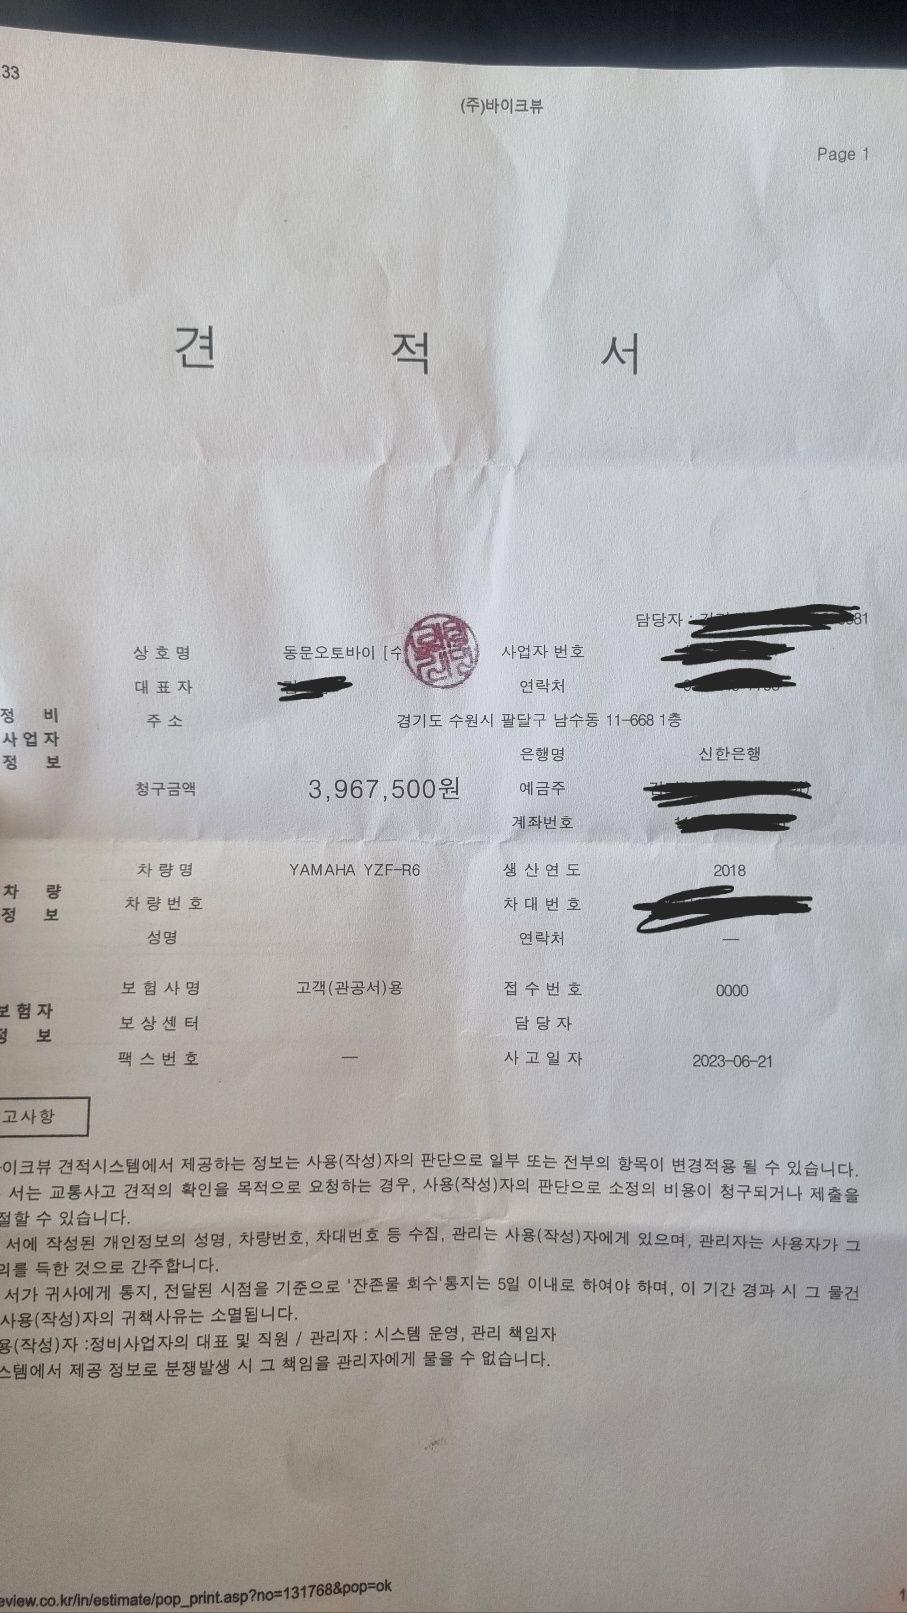 33
(주)바이크뷰
Page 1
견 적 서
담당자 : 81
상 호 명 동문오토바이 [수 사업자 번호
대 표 자 연락처
정 비
사업자
정 보
주 소 경기도 수원시 팔달구 남수동 11-668 1층
은행명 신한은행
청구금액 3,967,500원 예금주
계좌번호
차 량
정 보
차 량 명 YAMAHA YZF-R6 생 산 연 도 2018
차 량 번 호 차 대 번 호
성명 연락처 —
보험자
정 보
보 험 사 명 고객(관공서)용 접 수 번 호 0000
보 상 센 터 담 당 자
팩 스 번 호 — 사 고 일 자 2023-06-21
고사항
이크뷰 견적시스템에서 제공하는 정보는 사용(작성)자의 판단으로 일부 또는 전부의 항목이 변경적용 될 수 있습니다.
서는 교통사고 견적의 확인을 목적으로 요청하는 경우, 사용(작성)자의 판단으로 소정의 비용이 청구되거나 제출을
절할 수 있습니다.
서에 작성된 개인정보의 성명, 차량번호, 차대번호 등 수집, 관리는 사용(작성)자에게 있으며, 관리자는 사용자가 그
의를 득한 것으로 간주합니다.
서가 귀사에게 통지, 전달된 시점을 기준으로 '잔존물 회수'통지는 5일 이내로 하여야 하며, 이 기간 경과 시 그 물건
사용(작성)자의 귀책사유는 소멸됩니다.
용(작성)자 :정비사업자의 대표 및 직원 / 관리자 : 시스템 운영, 관리 책임자
스템에서 제공 정보로 분쟁발생 시 그 책임을 관리자에게 물을 수 없습니다.
eview.co.kr/in/estimate/pop_print.asp?no=131768&pop=ok
1